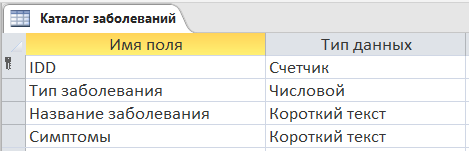 Каталог заболеваний
Имя поля Тип данных
IDD Счетчик
Тип заболевания Числовой
Название заболевания Короткий текст
Симптомы Короткий текст